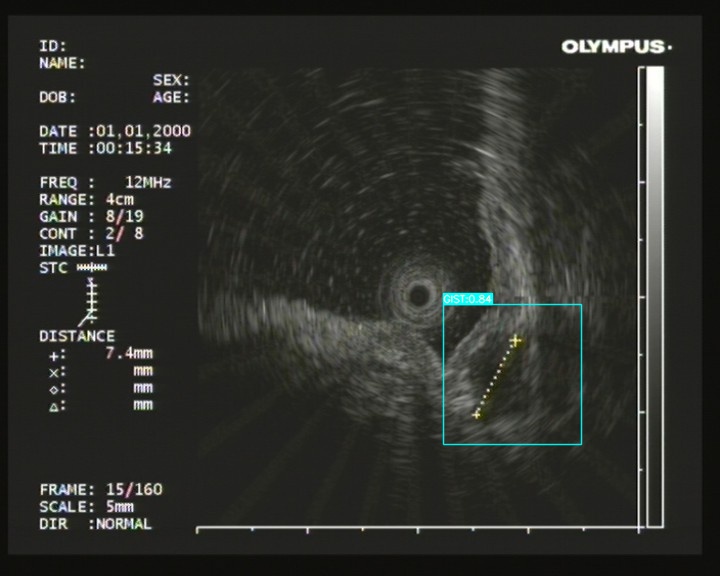 ID:
OLYMPUS
NAME:
SEX:
DOB: AGE:
DATE :01,01,2000
TIME :00:15:34
FREQ : 12MHz
RANGE: 4cm
GAIN : 8/19
CONT : 2/ 8
IMAGE:L1
STC
GIST:0.84
DISTANCE
+: 7.4mm
×: mm
◇: mm
△: mm
FRAME: 15/160
SCALE: 5mm
DIR :NORMAL